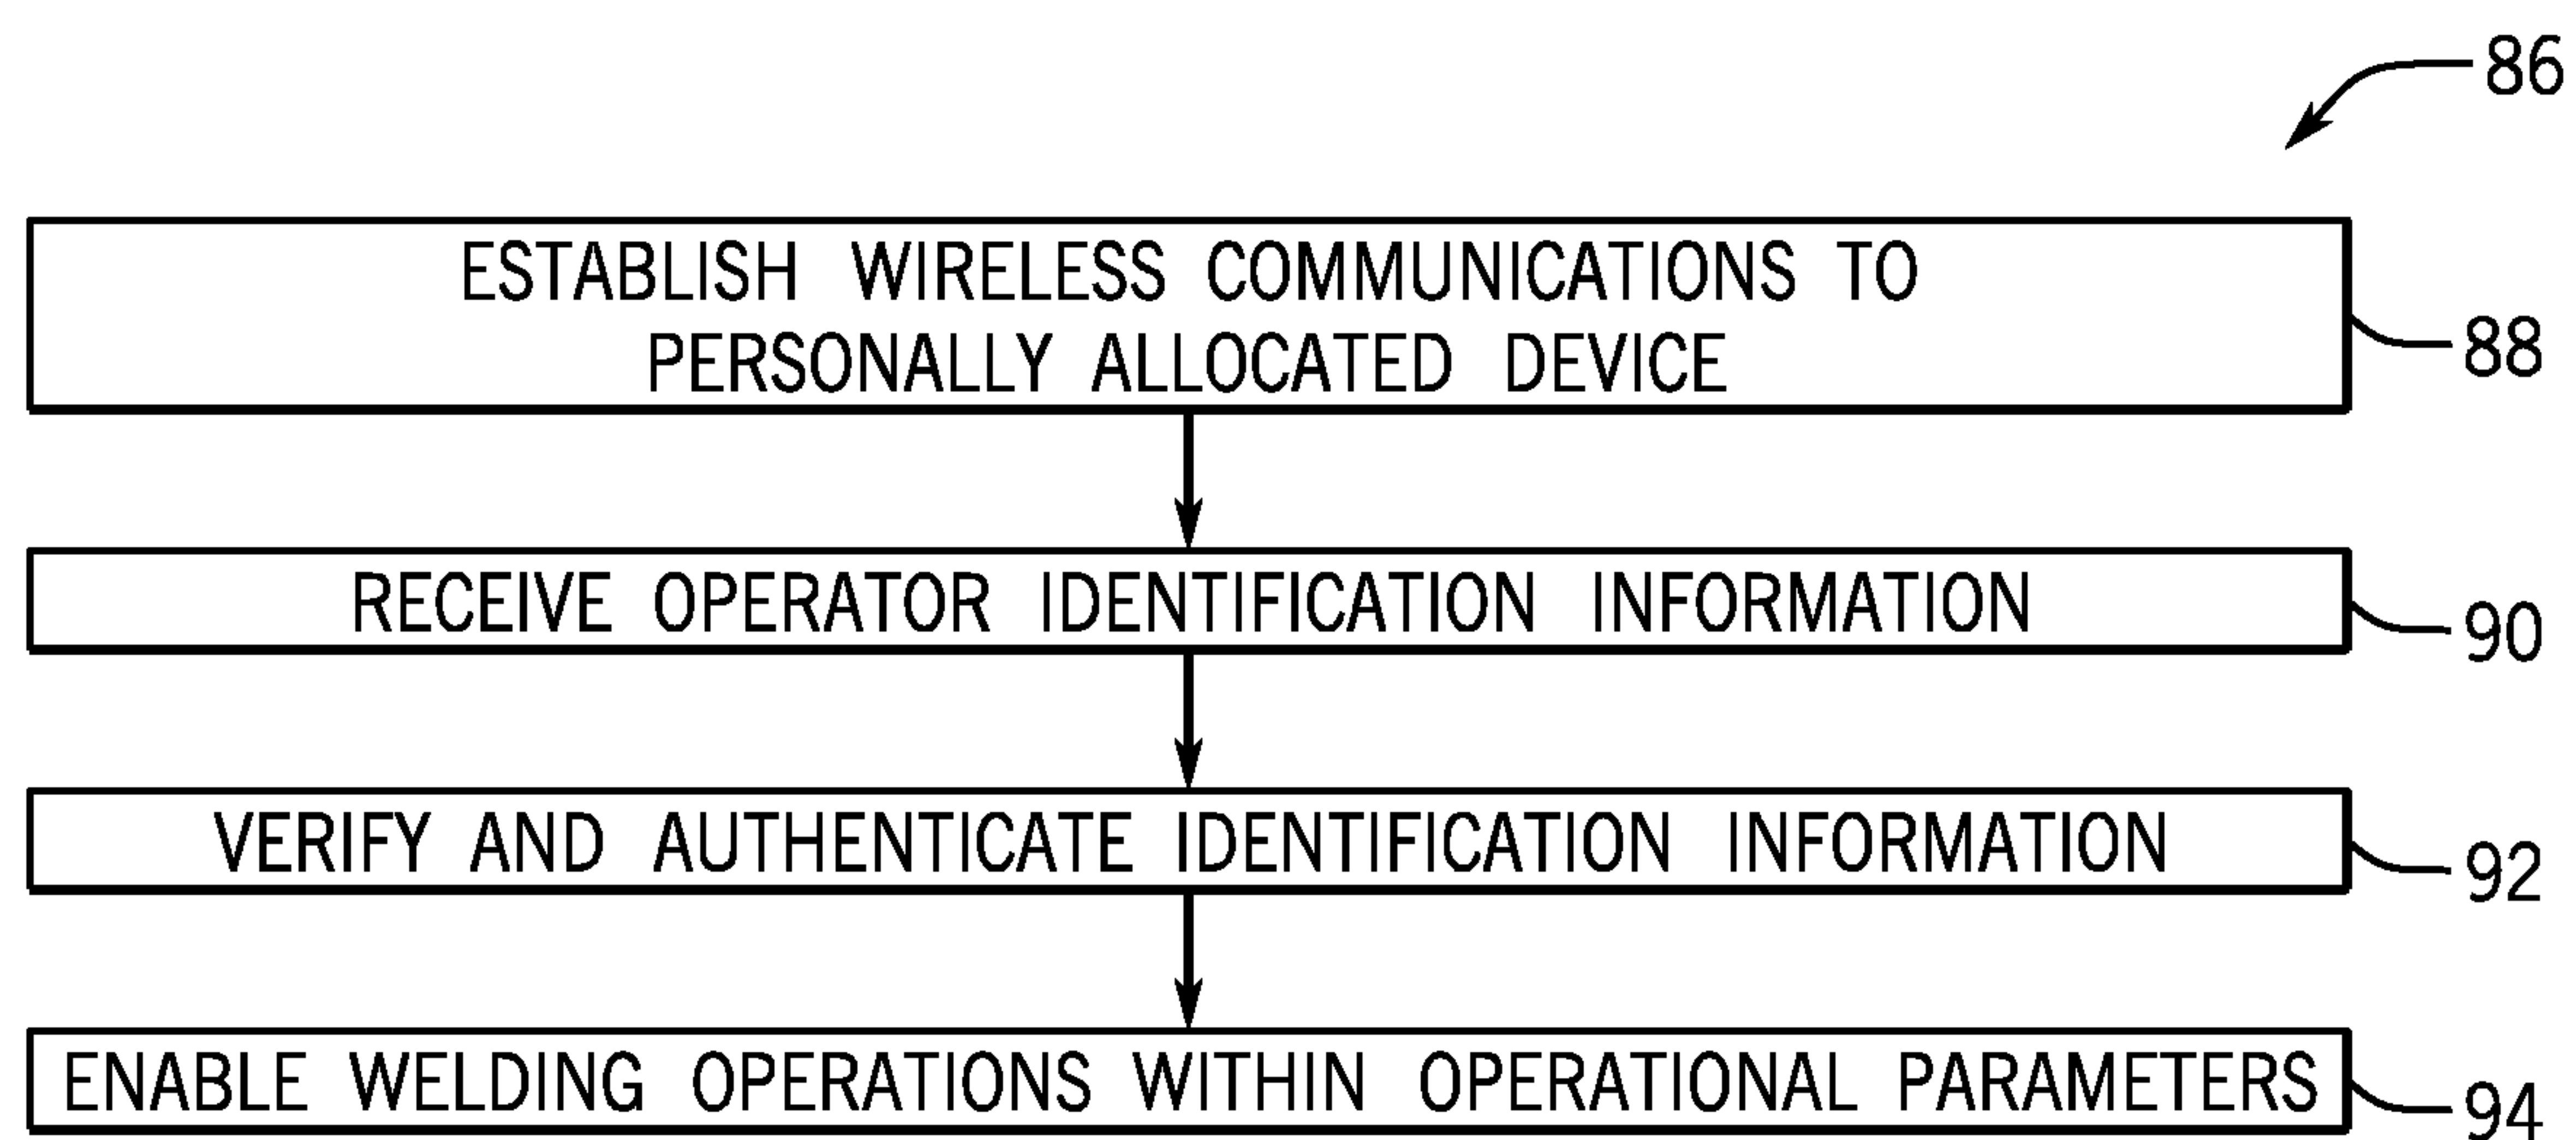 86
ESTABLISH WIRELESS COMMUNICATIONS TO
PERSONALLY ALLOCATED DEVICE
88
RECEIVE OPERATOR IDENTIFICATION INFORMATION
90
VERIFY AND AUTHENTICATE IDENTIFICATION INFORMATION
92
ENABLE WELDING OPERATIONS WITHIN OPERATIONAL PARAMETERS
94